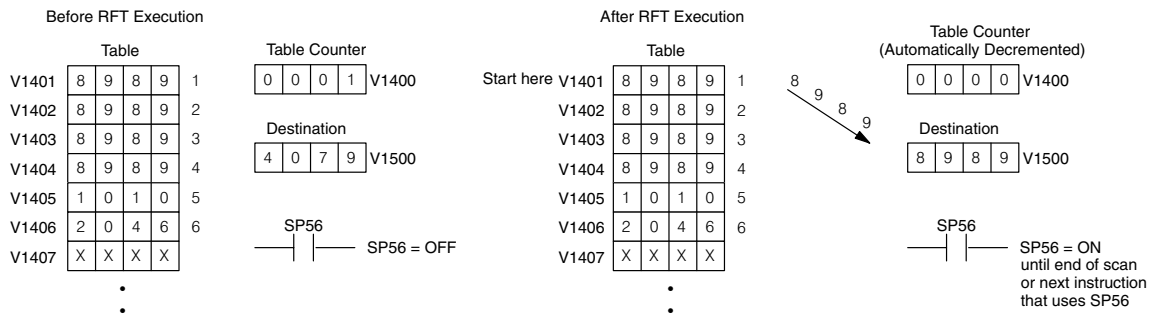 Before RFT Execution
Table
V1401 8 9 8 9 1
V1402 8 9 8 9 2
V1403 8 9 8 9 3
V1404 8 9 8 9 4
V1405 1 0 1 0 5
V1406 2 0 4 6 6
V1407 X X X X
Table Counter
0 0 0 1 V1400
Destination
4 0 7 9 V1500
SP56
SP56 = OFF
After RFT Execution
Table
Start here V1401 8 9 8 9 1
V1402 8 9 8 9 2
V1403 8 9 8 9 3
V1404 8 9 8 9 4
V1405 1 0 1 0 5
V1406 2 0 4 6 6
V1407 X X X X
8 9 8 9
Table Counter
(Automatically Decremented)
0 0 0 0 V1400
Destination
8 9 8 9 V1500
SP56
SP56 = ON
until end of scan
or next instruction
that uses SP56